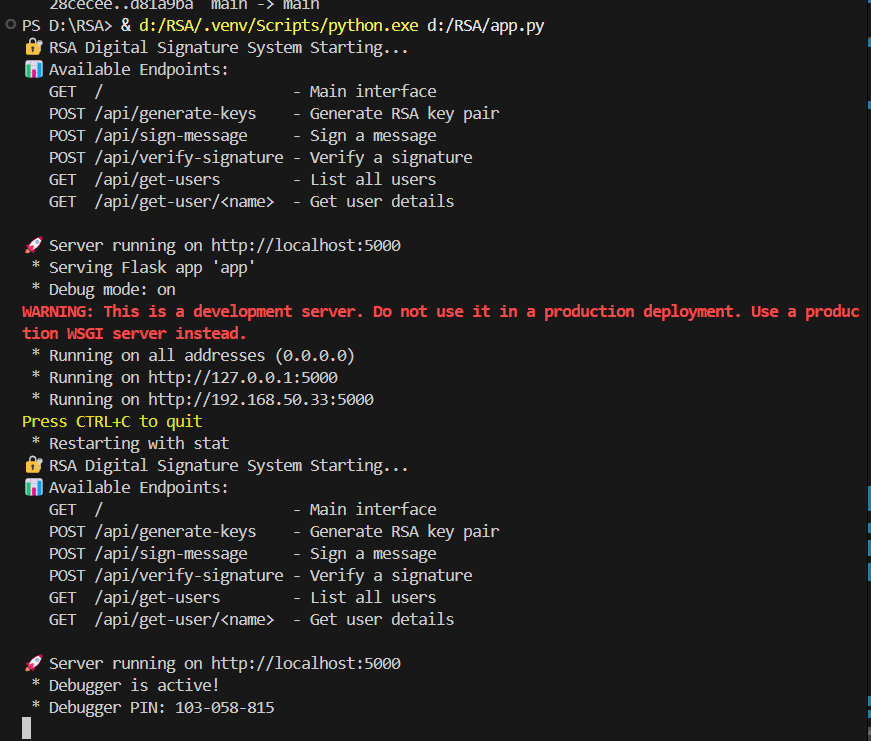 28cecee..d81a9ba  main -> main
PS D:\RSA> & d:/RSA/.venv/Scripts/python.exe d:/RSA/app.py
🔐 RSA Digital Signature System Starting...
📊 Available Endpoints:
   GET  /                     - Main interface
   POST /api/generate-keys    - Generate RSA key pair
   POST /api/sign-message     - Sign a message
   POST /api/verify-signature - Verify a signature
   GET  /api/get-users        - List all users
   GET  /api/get-user/<name>  - Get user details

🚀 Server running on http://localhost:5000
 * Serving Flask app 'app'
 * Debug mode: on
WARNING: This is a development server. Do not use it in a production deployment. Use a produc
tion WSGI server instead.
 * Running on all addresses (0.0.0.0)
 * Running on http://127.0.0.1:5000
 * Running on http://192.168.50.33:5000
Press CTRL+C to quit
 * Restarting with stat
🔐 RSA Digital Signature System Starting...
📊 Available Endpoints:
   GET  /                     - Main interface
   POST /api/generate-keys    - Generate RSA key pair
   POST /api/sign-message     - Sign a message
   POST /api/verify-signature - Verify a signature
   GET  /api/get-users        - List all users
   GET  /api/get-user/<name>  - Get user details

🚀 Server running on http://localhost:5000
 * Debugger is active!
 * Debugger PIN: 103-058-815